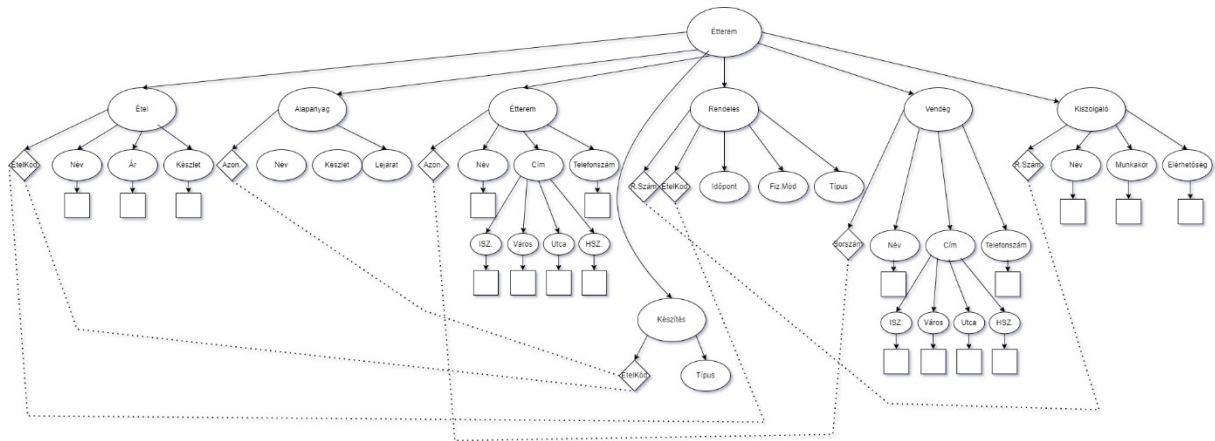 Étterem
Étel
Alapanyag
Étterem
Rendelés
Vendég
Kiszolgáló
ÉtelKód
Név
Ár
Készlet
Azon.
Név
Készlet
Lejárat
Azon.
Név
Cím
Telefonszám
R.Szám
ÉtelKód
Időpont
Fiz.Mód
Típus
R.Szám
Név
Munkakör
Elérhetőség
ISZ.
Város
Utca
HSZ.
Sorszám
Név
Cím
Telefonszám
Készítés
ISZ.
Város
Utca
HSZ.
ÉtelKód
Típus